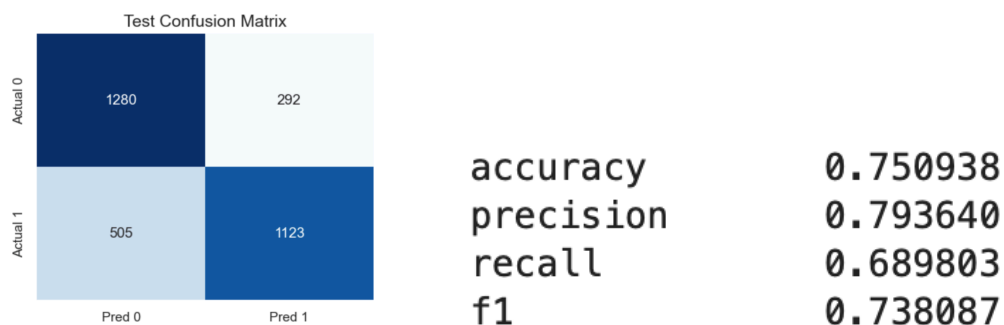 Test Confusion Matrix
Actual 0
1280
292
Actual 1
505
1123
Pred 0
Pred 1
accuracy 0.750938
precision 0.793640
recall 0.689803
f1 0.738087